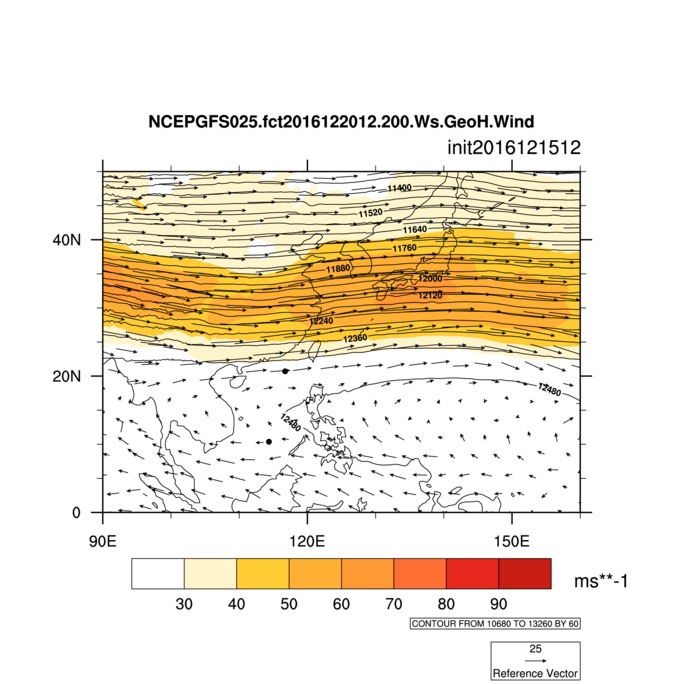 NCEPGFS025.fct2016122012.200.Ws.GeoH.Wind
init2016121512
11400
11520
11640
40N
11760
11880
12000
12120
12240
12360
20N
12480
12480
0
90E 120E 150E
ms**-1
30 40 50 60 70 80 90
CONTOUR FROM 10680 TO 13260 BY 60
25
Reference Vector